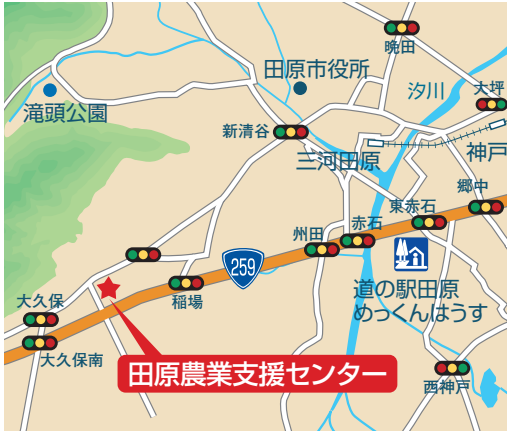 晩田
田原市役所
汐川
大坪
滝頭公園
新清谷
三河田原
神戸
郷中
東赤石
赤石
州田
259
道の駅田原
めっくんはうす
稲場
大久保
大久保南
田原農業支援センター
西神戸